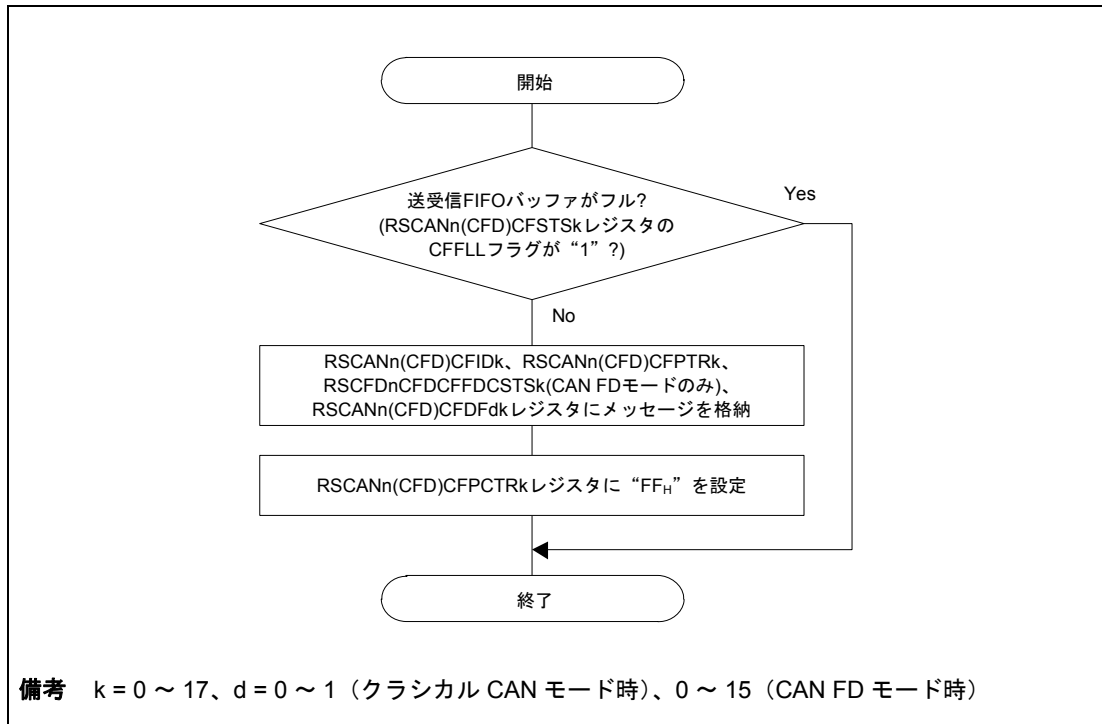 開始
送受信FIFOバッファがフル?
(RSCANn(CFD)CFSTSkレジスタの
CFFLLフラグが“1”?)
Yes
No
RSCANn(CFD)CFIDk、RSCANn(CFD)CFPTRk、
RSCFDnCFDCFFDCSTSk(CAN FDモードのみ)、
RSCANn(CFD)CFDFdkレジスタにメッセージを格納
RSCANn(CFD)CFPCTRkレジスタに“FFH”を設定
終了
備考 k = 0 ～ 17、d = 0 ～ 1（クラシカル CAN モード時）、0 ～ 15（CAN FD モード時）